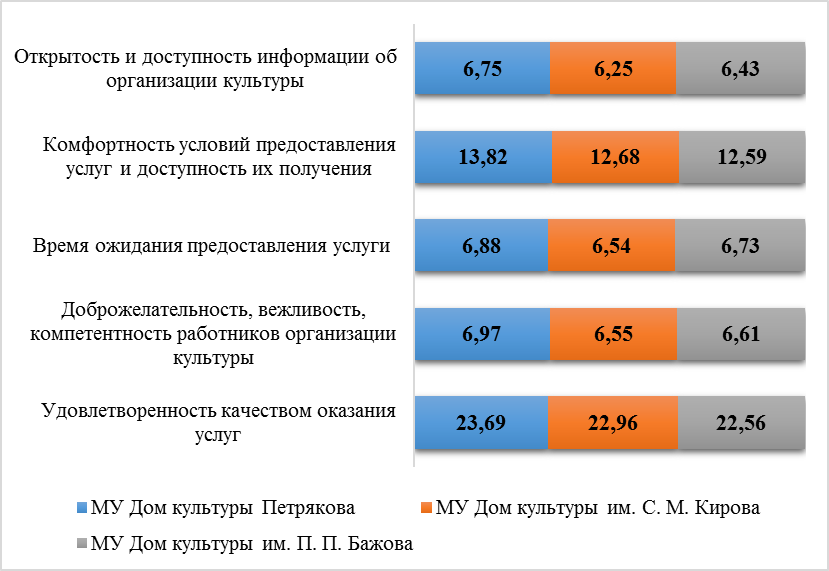 Открытость и доступность информации об
организации культуры
6,75 6,25 6,43
Комфортность условий предоставления
услуг и доступность их получения
13,82 12,68 12,59
Время ожидания предоставления услуги
6,88 6,54 6,73
Доброжелательность, вежливость,
компетентность работников организации
культуры
6,97 6,55 6,61
Удовлетворенность качеством оказания
услуг
23,69 22,96 22,56
МУ Дом культуры Петрякова
МУ Дом культуры им. С. М. Кирова
МУ Дом культуры им. П. П. Бажова